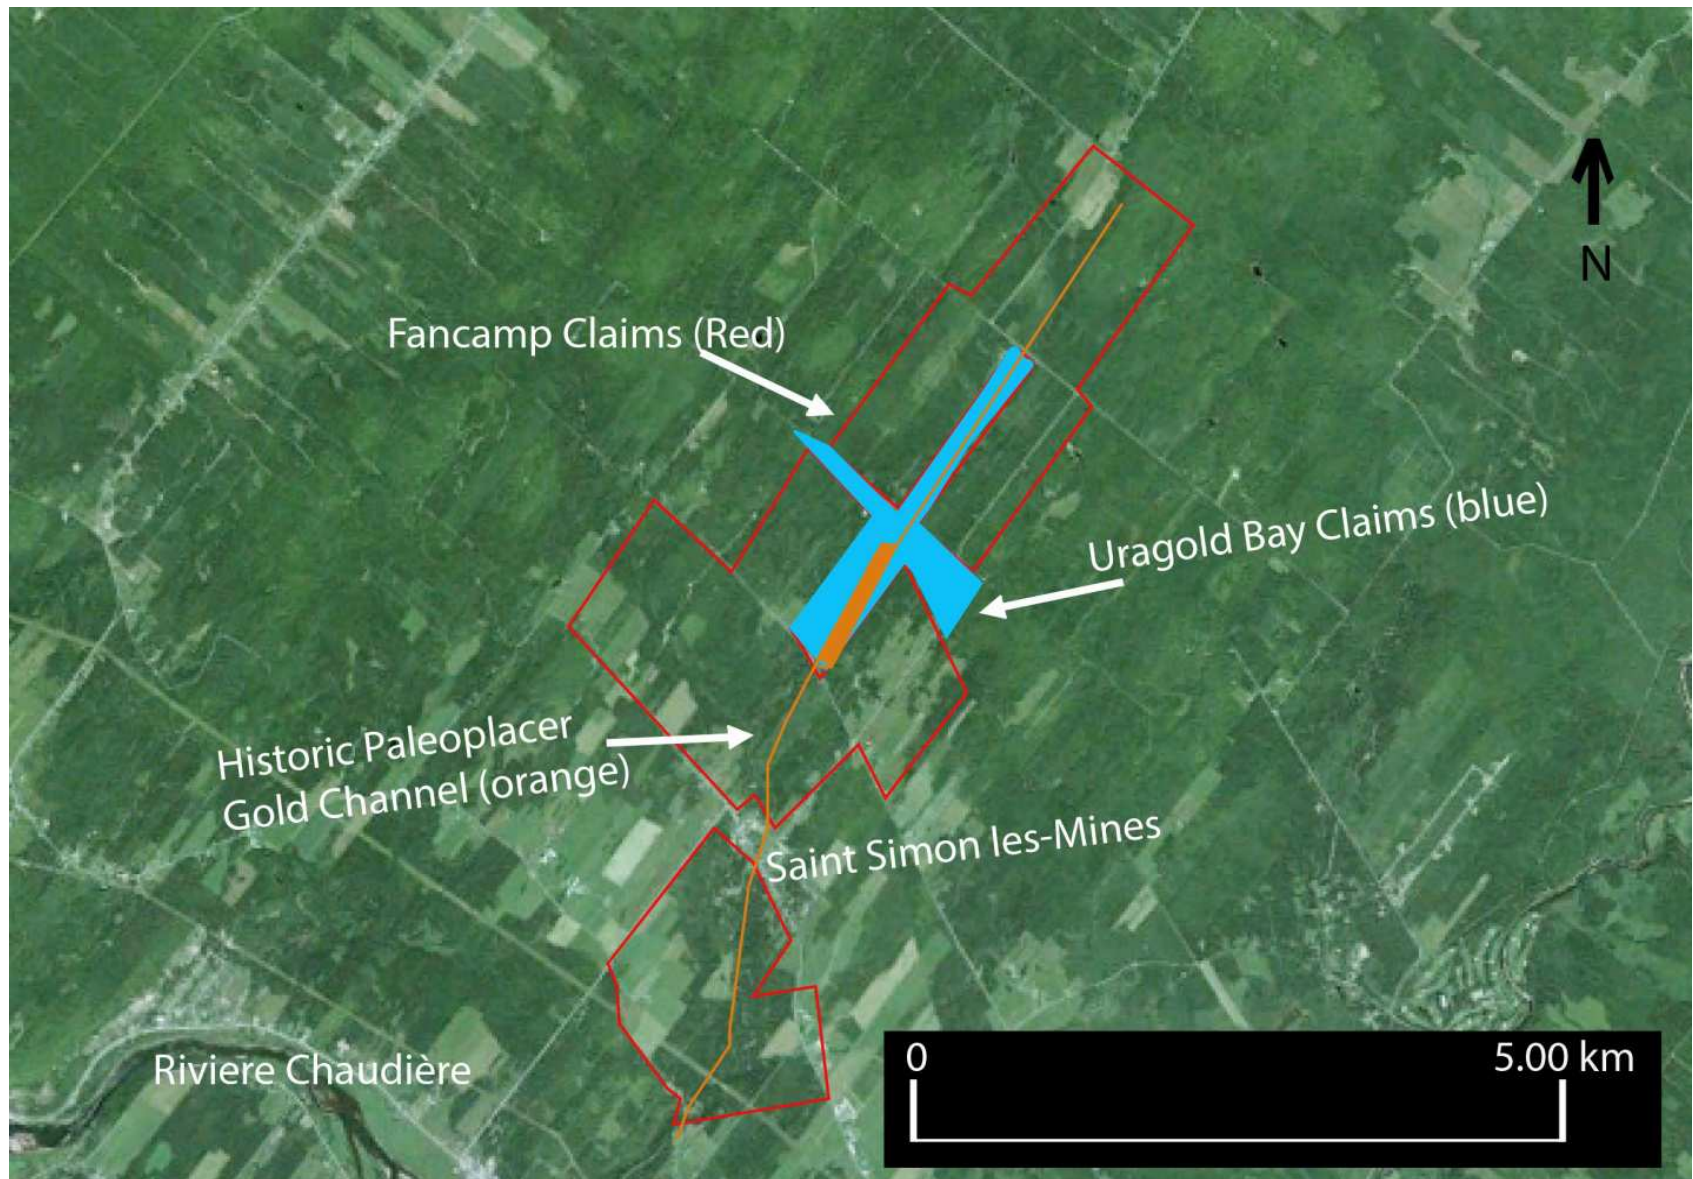 N
Fancamp Claims (Red)
Uragold Bay Claims (blue)
Historic Paleoplacer
Gold Channel (orange)
Saint Simon les-Mines
Riviere Chaudière
0 5.00 km